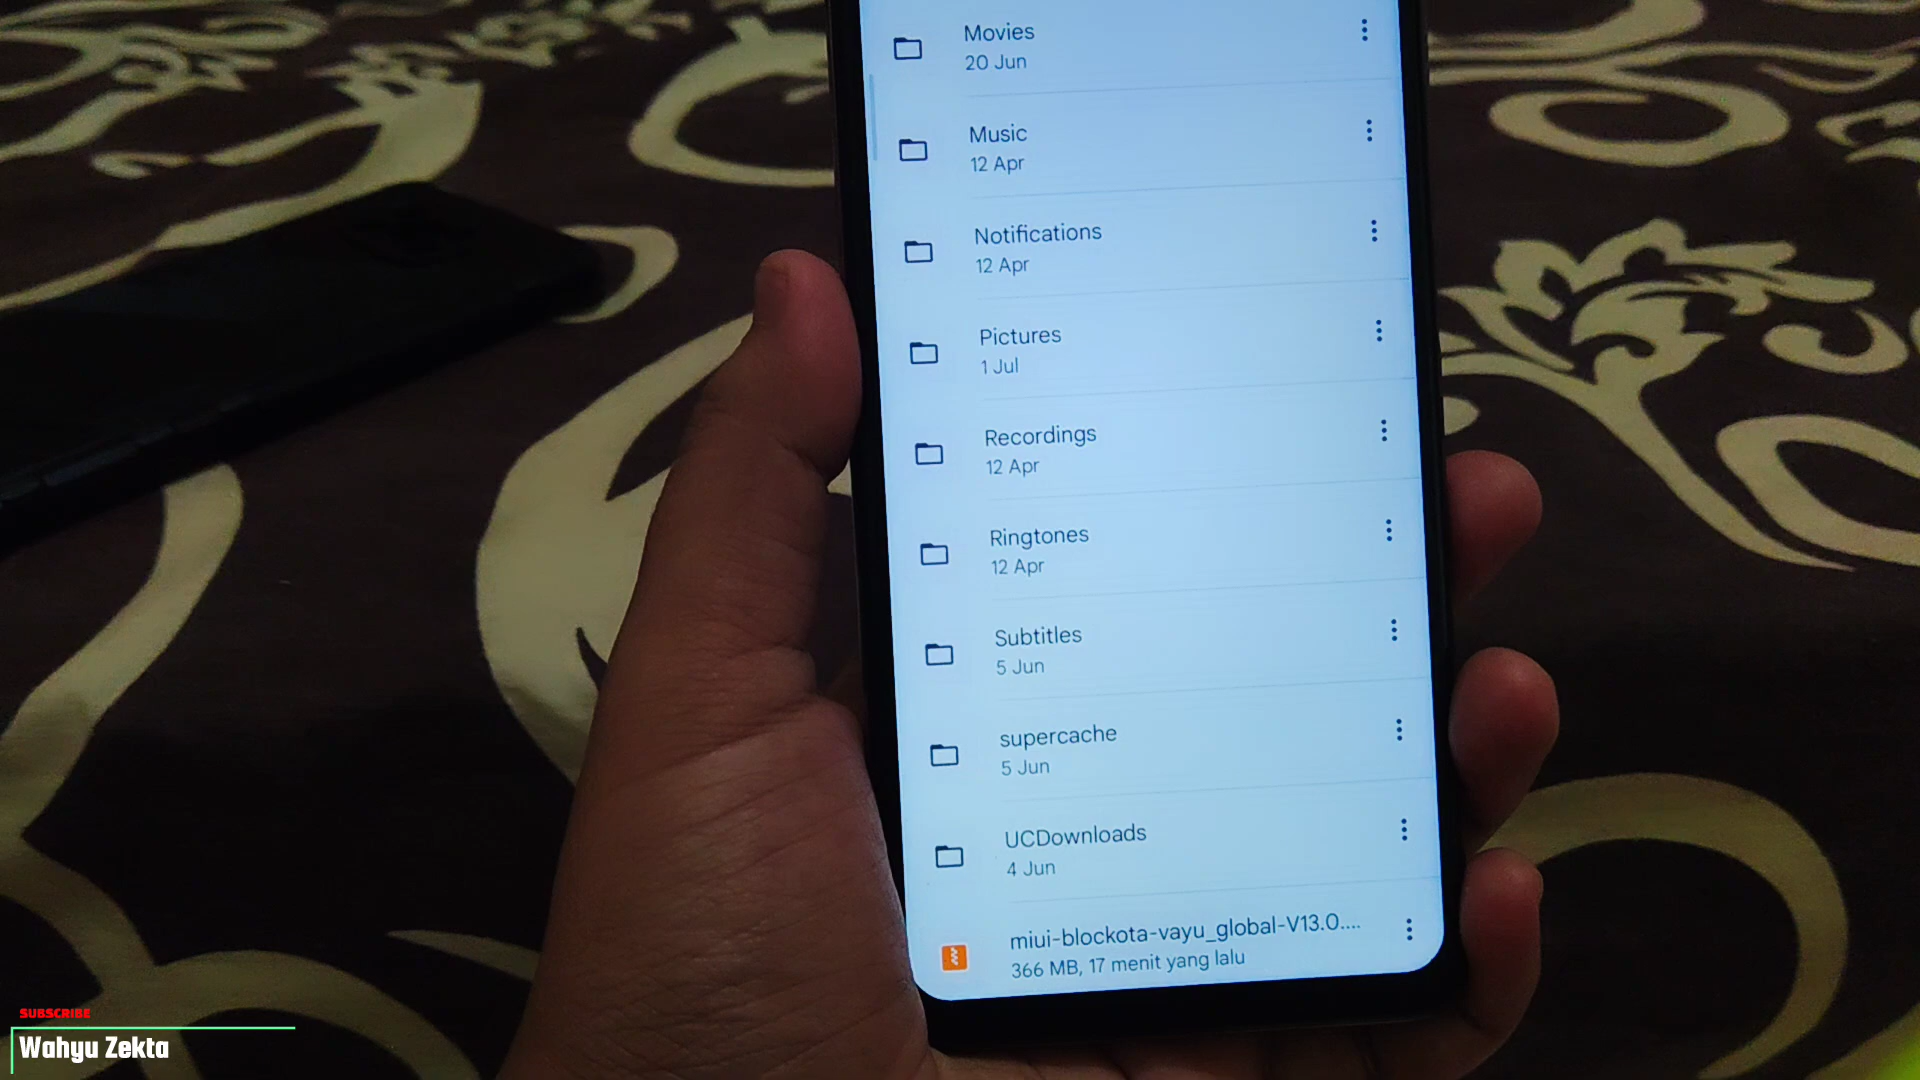 Movies
20 Jun
Music
12 Apr
Notifications
12 Apr
Pictures
1 Jul
Recordings
12 Apr
Ringtones
12 Apr
Subtitles
5 Jun
supercache
5 Jun
UCDownloads
4 Jun
miui-blockota-vayu_global-V13.0....
366 MB, 17 menit yang lalu
SUBSCRIBE
Wahyu Zekta